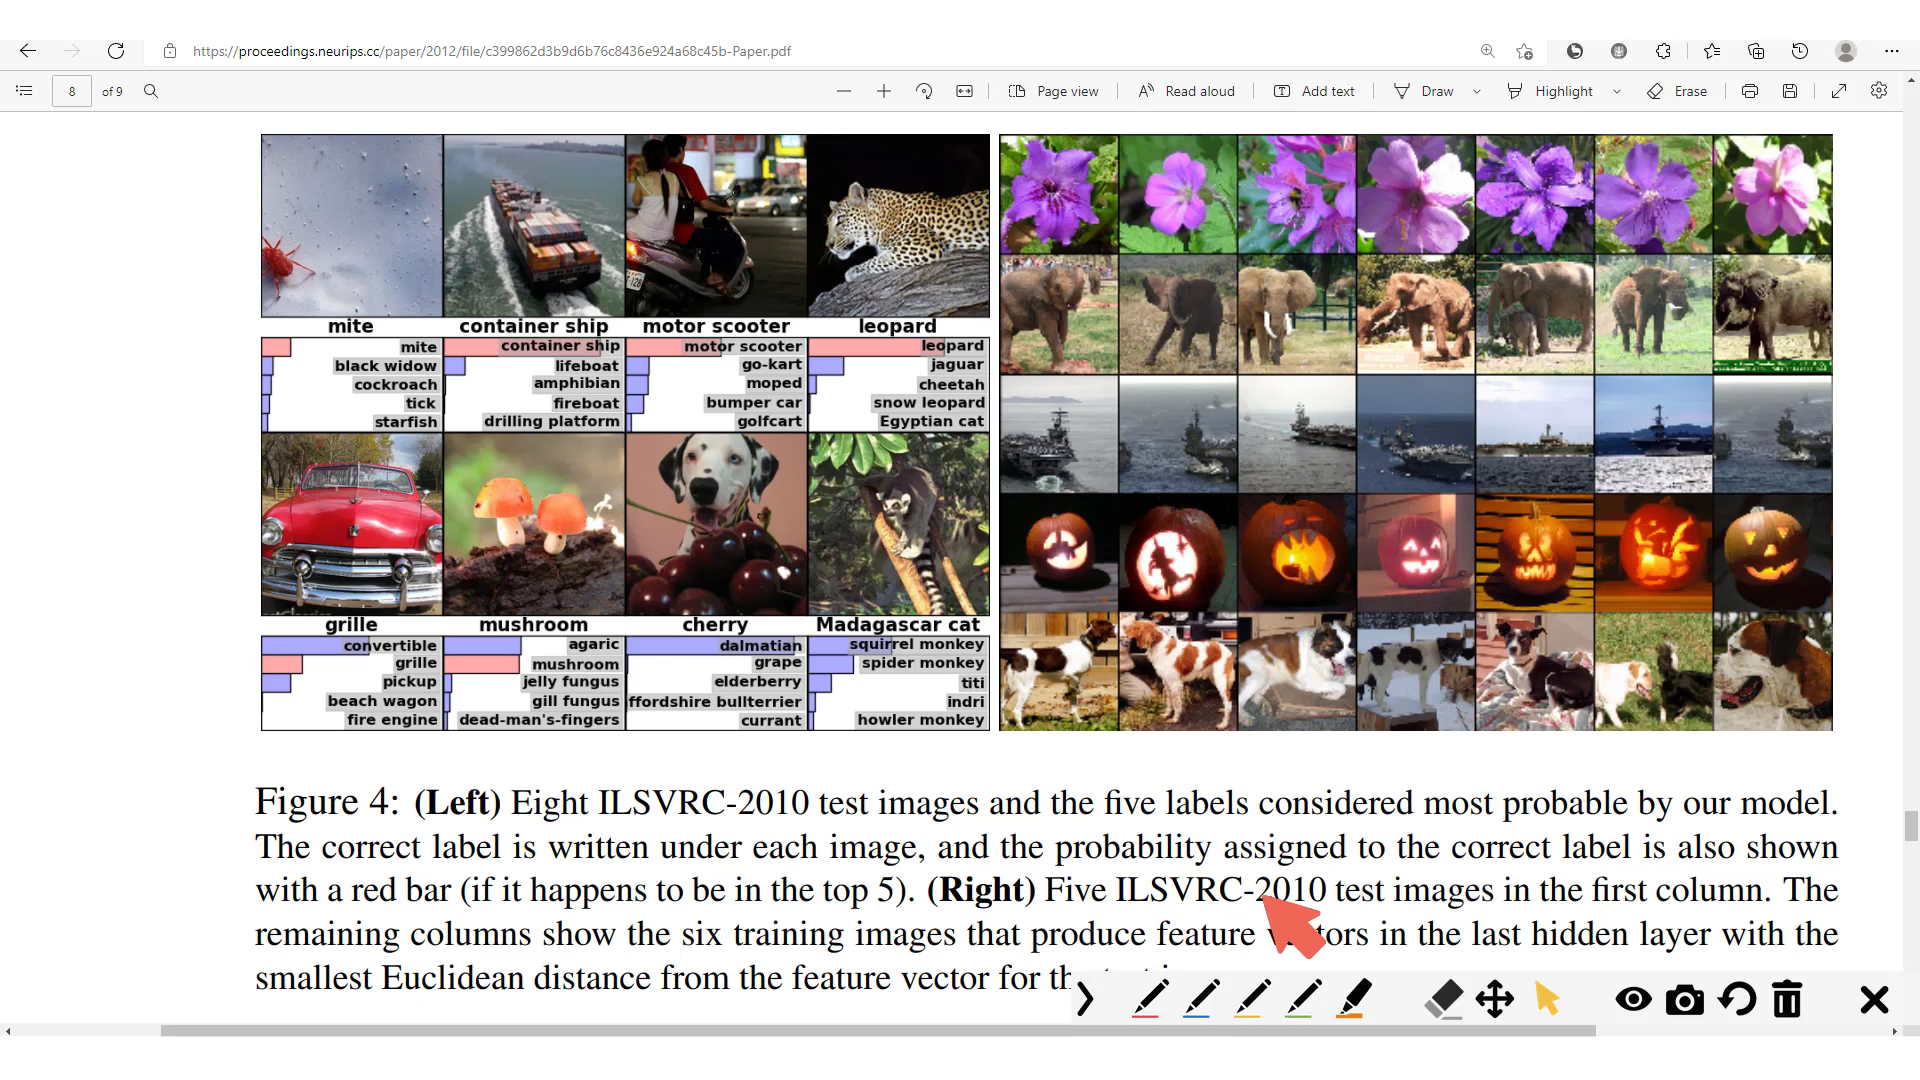 https://proceedings.neurips.cc/paper/2012/file/c399862d3b9d6b76c8436e924a68c45b-Paper.pdf
8 of 9 Page view Read aloud Add text Draw Highlight Erase
mite container ship motor scooter leopard
mite container ship motor scooter leopard
black widow lifeboat go-kart jaguar
cockroach amphibian moped cheetah
tick fireboat bumper car snow leopard
starfish drilling platform golfcart Egyptian cat
grille mushroom cherry Madagascar cat
convertible agaric dalmatian squirrel monkey
grille mushroom grape spider monkey
pickup jelly fungus elderberry titi
beach wagon gill fungus ffordshire bullterrier indri
fire engine dead-man's-fingers currant howler monkey
Figure 4: (Left) Eight ILSVRC-2010 test images and the five labels considered most probable by our model.
The correct label is written under each image, and the probability assigned to the correct label is also shown
with a red bar (if it happens to be in the top 5). (Right) Five ILSVRC-2010 test images in the first column. The
remaining columns show the six training images that produce feature vectors in the last hidden layer with the
smallest Euclidean distance from the feature vector for